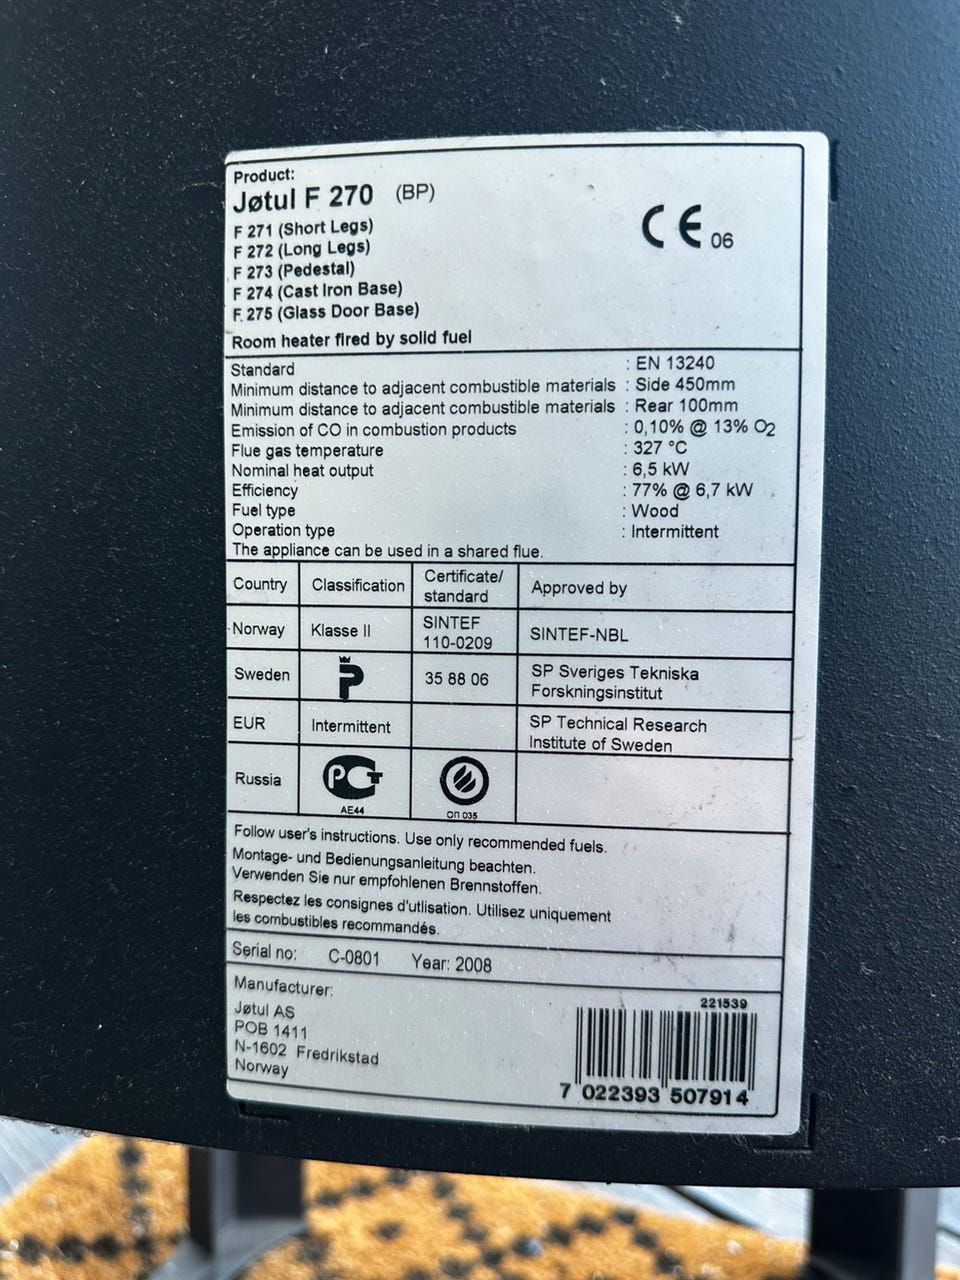 Product:
Jøtul F 270 (BP)
F 271 (Short Legs)
F 272 (Long Legs)
F 273 (Pedestal)
F 274 (Cast Iron Base)
F. 275 (Glass Door Base)
CE 06
Room heater fired by solid fuel
Standard : EN 13240
Minimum distance to adjacent combustible materials : Side 450mm
Minimum distance to adjacent combustible materials : Rear 100mm
Emission of CO in combustion products : 0,10% @ 13% O2
Flue gas temperature : 327 °C
Nominal heat output : 6,5 kW
Efficiency : 77% @ 6,7 kW
Fuel type : Wood
Operation type : Intermittent
The appliance can be used in a shared flue.
Country Classification Certificate/
standard Approved by
Norway Klasse II SINTEF
110-0209 SINTEF-NBL
Sweden P 35 88 06 SP Sveriges Tekniska
Forskningsinstitut
EUR Intermittent SP Technical Research
Institute of Sweden
Russia РСТ
АЕ44 ОП 035
Follow user's instructions. Use only recommended fuels.
Montage- und Bedienungsanleitung beachten.
Verwenden Sie nur empfohlenen Brennstoffen.
Respectez les consignes d'utlisation. Utilisez uniquement
les combustibles recommandés.
Serial no: C-0801 Year: 2008
Manufacturer:
Jøtul AS
POB 1411
N-1602 Fredrikstad
Norway
221539
7 022393 507914